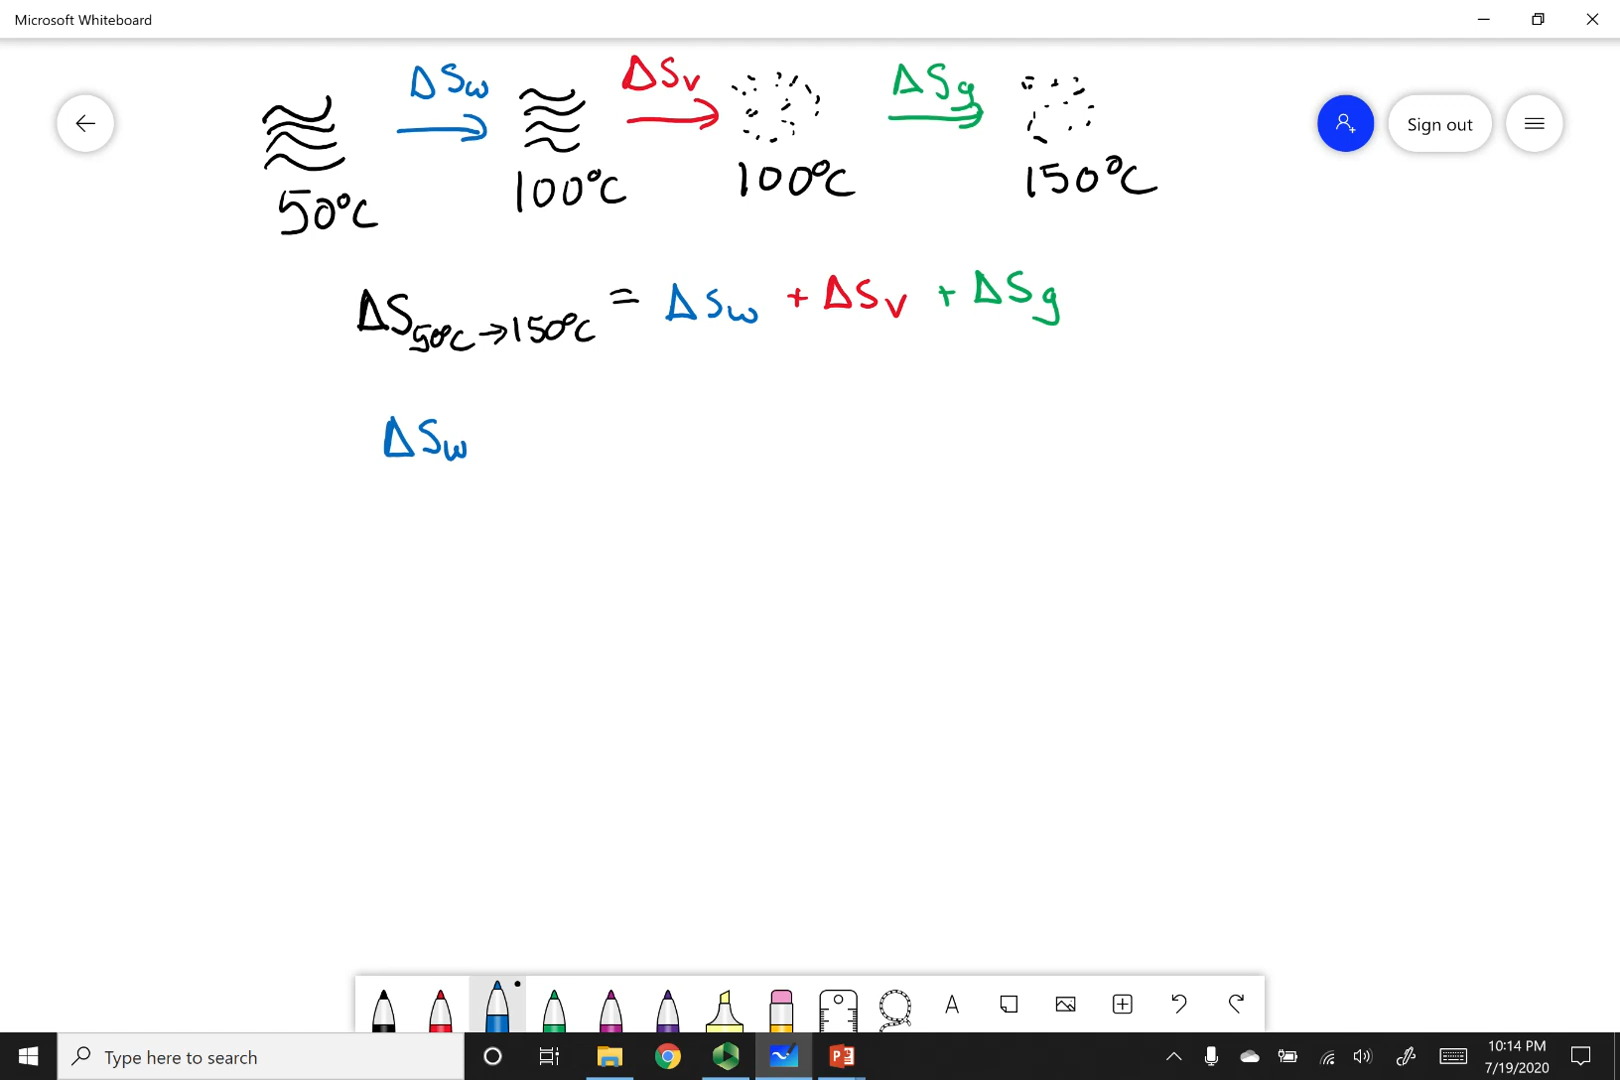 Microsoft Whiteboard
ΔSw ΔSv ΔSg
Sign out
50°C 100°C 100°C 150°C
ΔS50°C→150°C = ΔSw + ΔSv + ΔSg
ΔSw
A
Type here to search
10:14 PM
7/19/2020